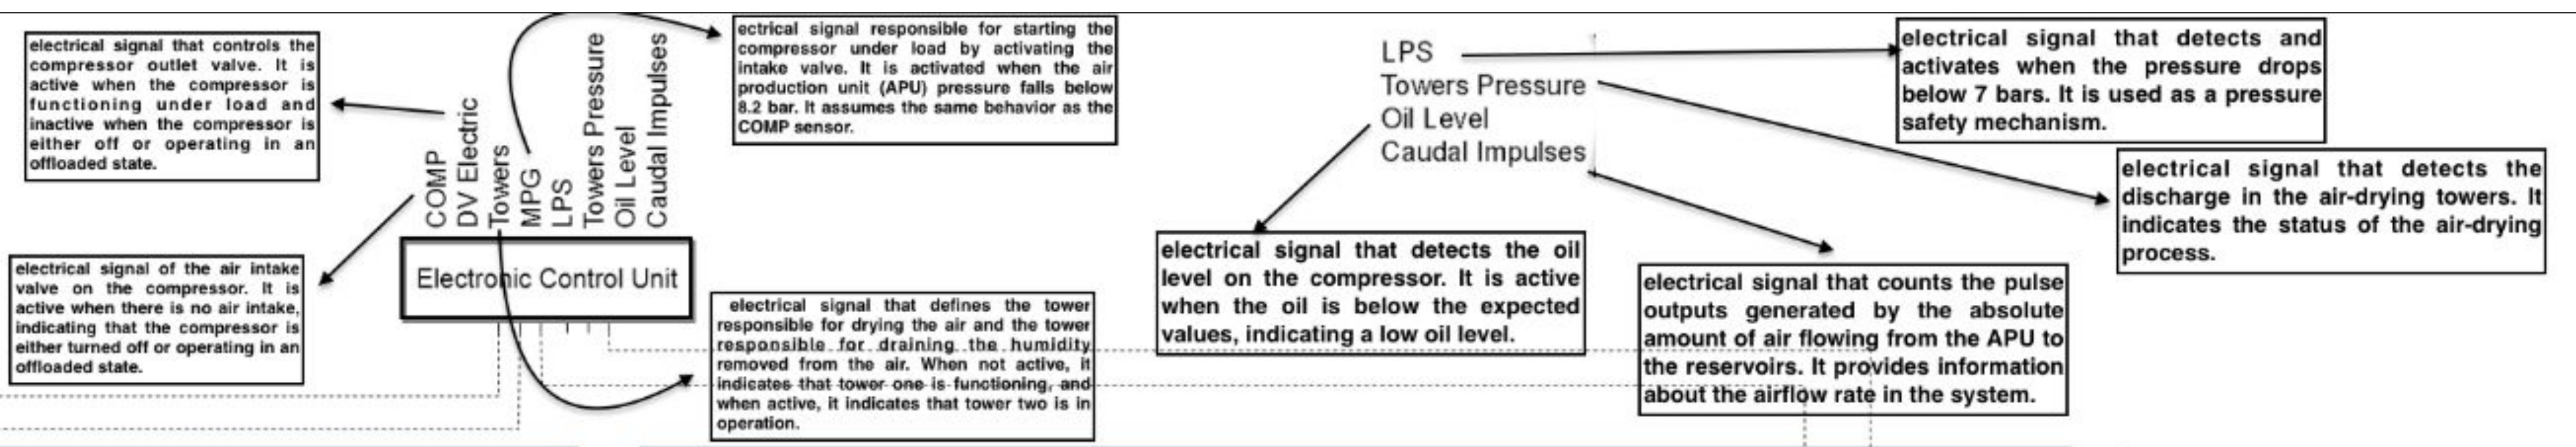 electrical signal that controls the
compressor outlet valve. It is
active when the compressor is
functioning under load and
inactive when the compressor is
either off or operating in an
offloaded state.
electrical signal of the air intake
valve on the compressor. It is
active when there is no air intake,
indicating that the compressor is
either turned off or operating in an
offloaded state.
COMP
DV Electric
Towers
MPG
LPS
Towers Pressure
Oil Level
Caudal Impulses
Electronic Control Unit
ectrical signal responsible for starting the
compressor under load by activating the
intake valve. It is activated when the air
production unit (APU) pressure falls below
8.2 bar. It assumes the same behavior as the
COMP sensor.
electrical signal that defines the tower
responsible for drying the air and the tower
responsible for draining the humidity
removed from the air. When not active, it
indicates that tower one is functioning, and
when active, it indicates that tower two is in
operation.
LPS
Towers Pressure
Oil Level
Caudal Impulses
electrical signal that detects the oil
level on the compressor. It is active
when the oil is below the expected
values, indicating a low oil level.
electrical signal that detects and
activates when the pressure drops
below 7 bars. It is used as a pressure
safety mechanism.
electrical signal that detects the
discharge in the air-drying towers. It
indicates the status of the air-drying
process.
electrical signal that counts the pulse
outputs generated by the absolute
amount of air flowing from the APU to
the reservoirs. It provides information
about the airflow rate in the system.